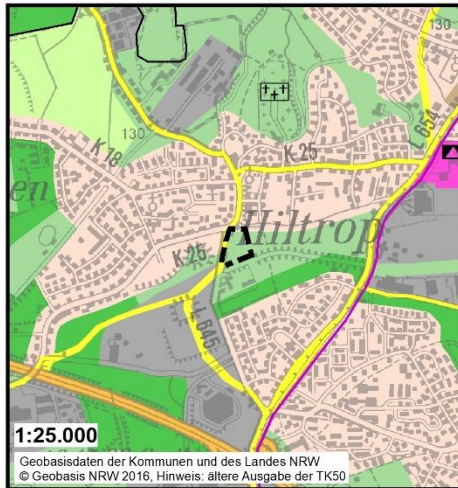 130
130
L 654
K 18
K-25
en
Hiltrop
K-25
L 645
1:25.000
Geobasisdaten der Kommunen und des Landes NRW
© Geobasis NRW 2016, Hinweis: ältere Ausgabe der TK50